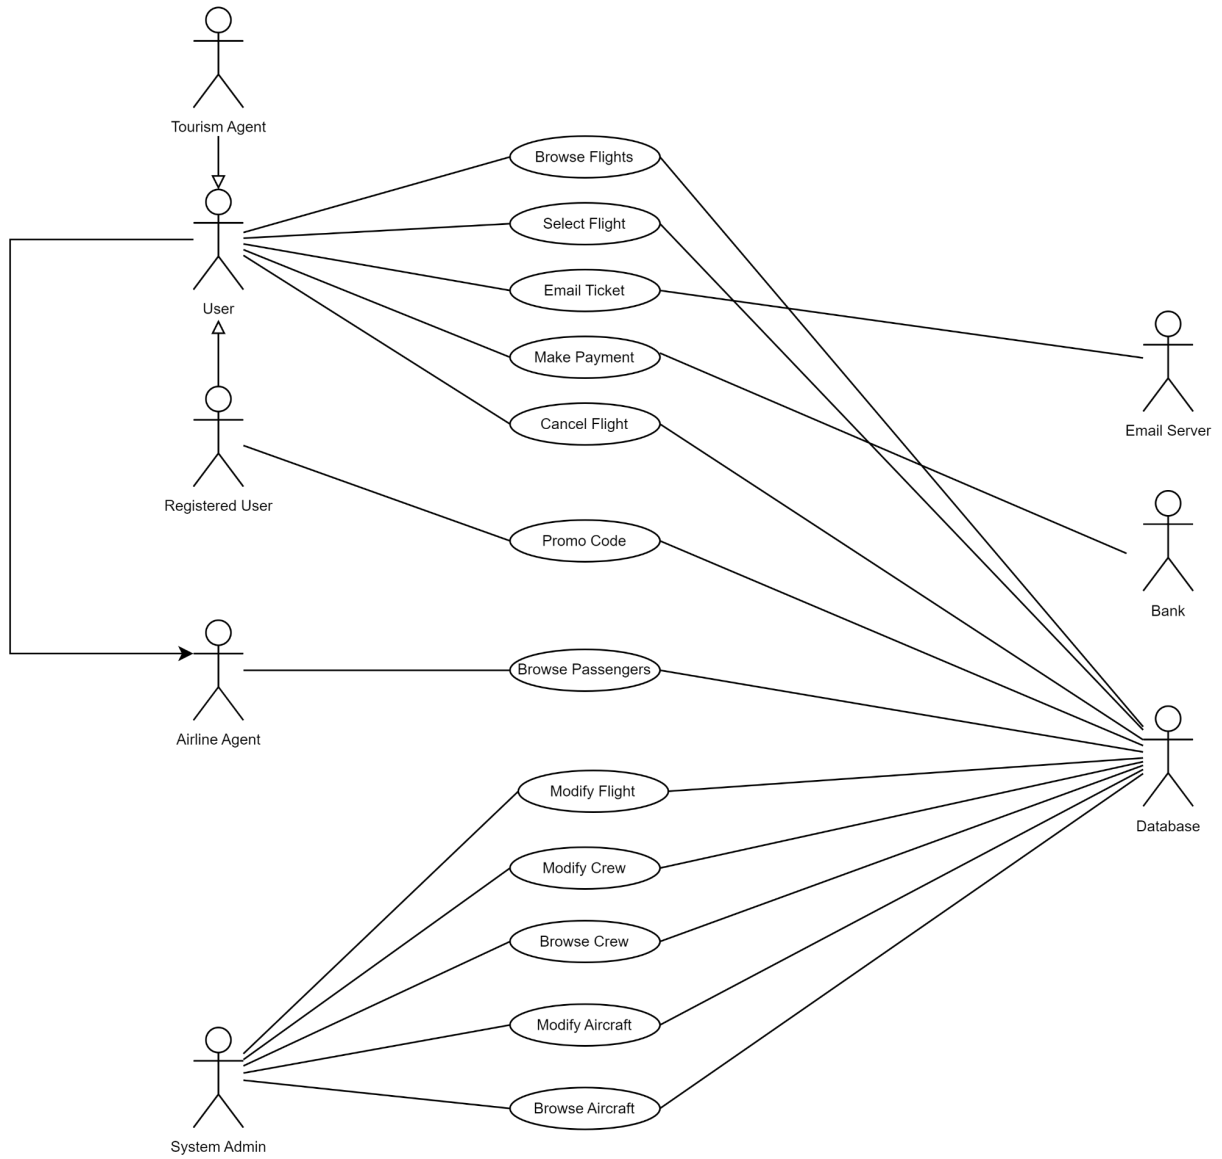 Tourism Agent
Browse Flights
Select Flight
Email Ticket
User
Make Payment
Cancel Flight
Email Server
Registered User
Promo Code
Bank
Browse Passengers
Airline Agent
Modify Flight
Database
Modify Crew
Browse Crew
Modify Aircraft
Browse Aircraft
System Admin